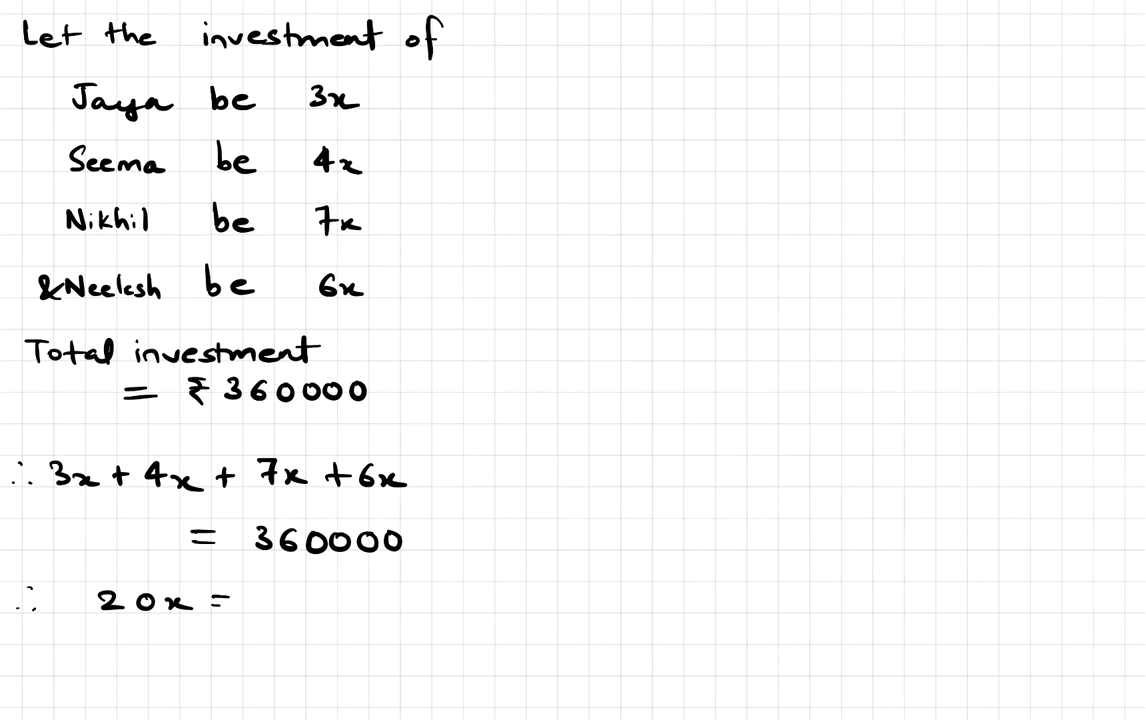 Let the investment of
Jaya be 3x
Seema be 4x
Nikhil be 7x
&Neelesh be 6x
Total investment
= ₹ 360000
∴ 3x + 4x + 7x + 6x
= 360000
∴ 20x =